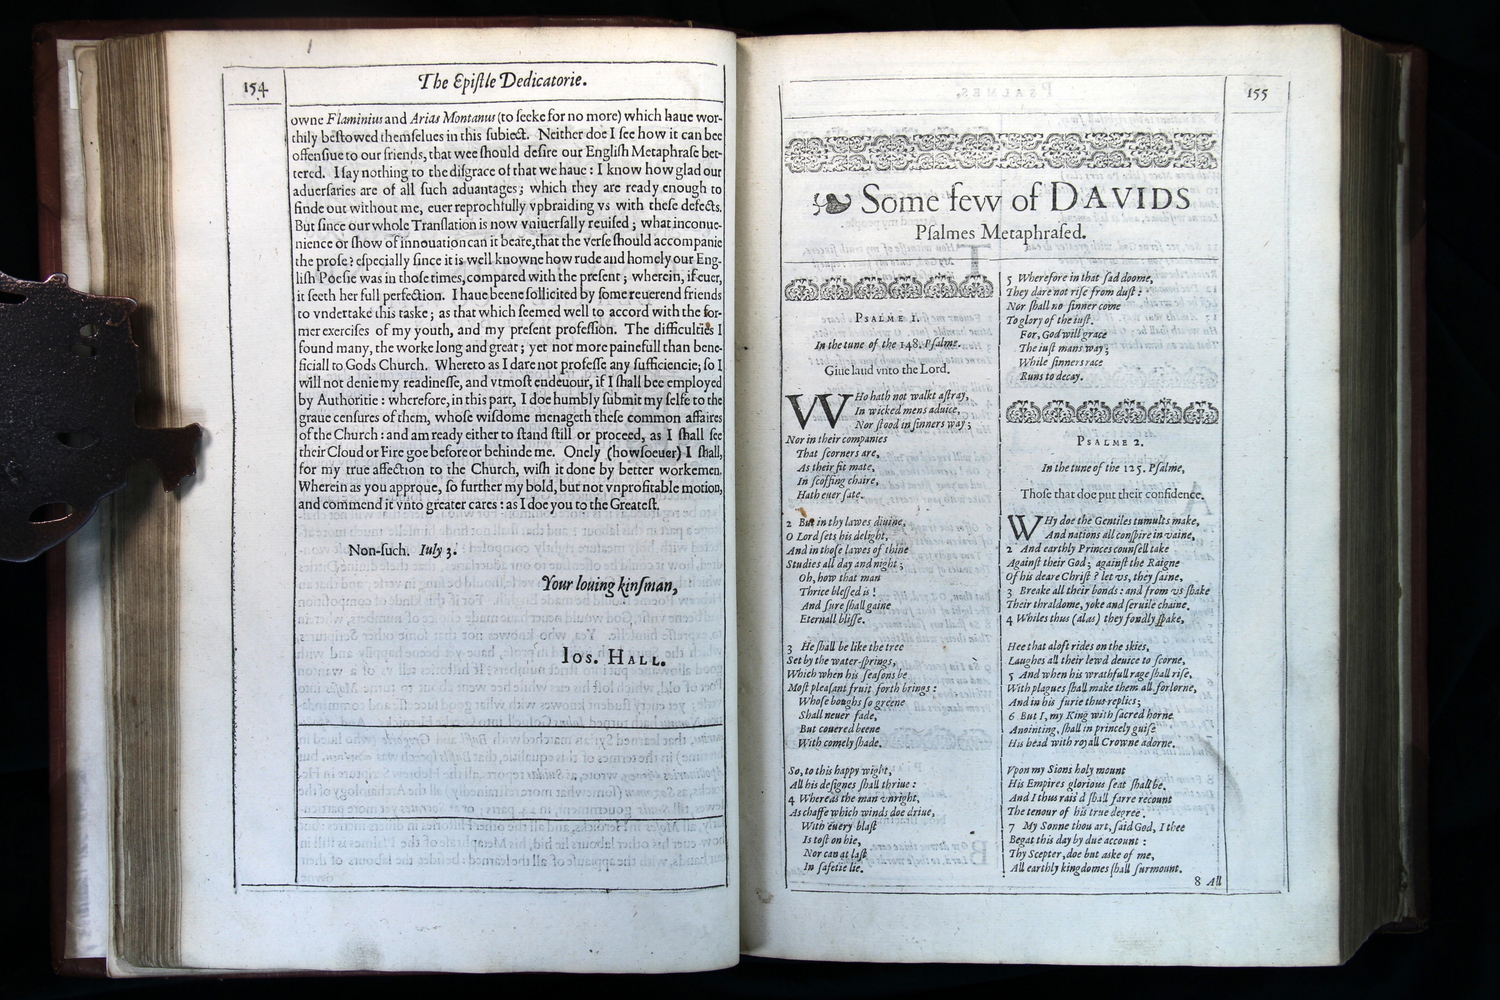 154
The Epistle Dedicatorie.
owne Flaminius and Arias Montanus (to seeke for no more) which haue wor-
thily bestowed themselues in this subiect. Neither doe I see how it can bee
offensiue to our friends, that wee should desire our English Metaphrase bet-
tered. I say nothing to the disgrace of that we haue: I know how glad our
aduersaries are of all such aduantages; which they are ready enough to
finde out without me, euer reprochfully vpbraiding vs with these defects.
But since our whole Translation is now vniuersally reuised; what inconue-
nience or show of innouation can it beare, that the verse should accompanie
the prose? especially since it is well knowne how rude and homely our Eng-
lish Poesie was in those times, compared with the present; wherein, if euer,
it seeth her full perfection. I haue beene sollicited by some reuerend friends
to vndertake this taske; as that which seemed well to accord with the for-
mer exercises of my youth, and my present profession. The difficulties I
found many, the worke long and great; yet not more painefull than bene-
ficiall to Gods Church. Whereto as I dare not professe any sufficiencie; so I
will not denie my readinesse, and vtmost endeuour, if I shall bee employed
by Authoritie: wherefore, in this part, I doe humbly submit my selfe to the
graue censures of them, whose wisdome menageth these common affaires
of the Church: and am ready either to stand still or proceed, as I shall see
their Cloud or Fire goe before or behinde me. Onely (howsoeuer) I shall,
for my true affection to the Church, wish it done by better workemen.
Wherein as you approue, so further my bold, but not vnprofitable motion,
and commend it vnto greater cares: as I doe you to the Greatest.
Non-such. Iuly 3.
Your louing kinsman,
Ios. HALL.
155
Some few of DAVIDS
Psalmes Metaphrased.
PSALME 1.
In the tune of the 148. Psalme.
Giue laud vnto the Lord.
WHo hath not walkt astray,
In wicked mens aduice,
Nor stood in sinners way;
Nor in their companies
That scorners are,
As their fit mate,
In scoffing chaire,
Hath euer sate.
2 But in thy lawes diuine,
O Lord sets his delight,
And in those lawes of thine
Studies all day and night;
Oh, how that man
Thrice blessed is!
And sure shall gaine
Eternall blisse.
3 He shall be like the tree
Set by the water-springs,
Which when his seasons be
Most pleasant fruit forth brings:
Whose boughs so greene
Shall neuer fade,
But couered beene
With comely shade.
So, to this happy wight,
All his designes shall thriue:
4 Whereas the man vnright,
As chaffe which winds doe driue,
With euery blast
Is tost on hie,
Nor can at last
In safetie lie.
5 Wherefore in that sad doome,
They dare not rise from dust:
Nor shall no sinner come
To glory of the iust.
For, God will grace
The iust mans way;
While sinners race
Runs to decay.
PSALME 2.
In the tune of the 125. Psalme,
Those that doe put their confidence.
WHy doe the Gentiles tumults make,
And nations all conspire in vaine,
2 And earthly Princes counsell take
Against their God; against the Raigne
Of his deare Christ? let vs, they saine,
3 Breake all their bonds: and from vs shake
Their thraldome, yoke and seruile chaine.
4 Whiles thus (alas) they fondly spake,
Hee that aloft rides on the skies,
Laughes all their lewd deuice to scorne,
5 And when his wrathfull rage shall rise,
With plagues shall make them all forlorne,
And in his furie thus replies;
6 But I, my King with sacred horne
Anointing, shall in princely guise
His head with royall Crowne adorne.
Vpon my Sions holy mount
His Empires glorious seat shall be.
And I thus rais'd shall farre recount
The tenour of his true degree.
7 My Sonne thou art, said God, I thee
Begat this day by due account:
Thy Scepter, doe but aske of me,
All earthly kingdomes shall surmount.
8 All